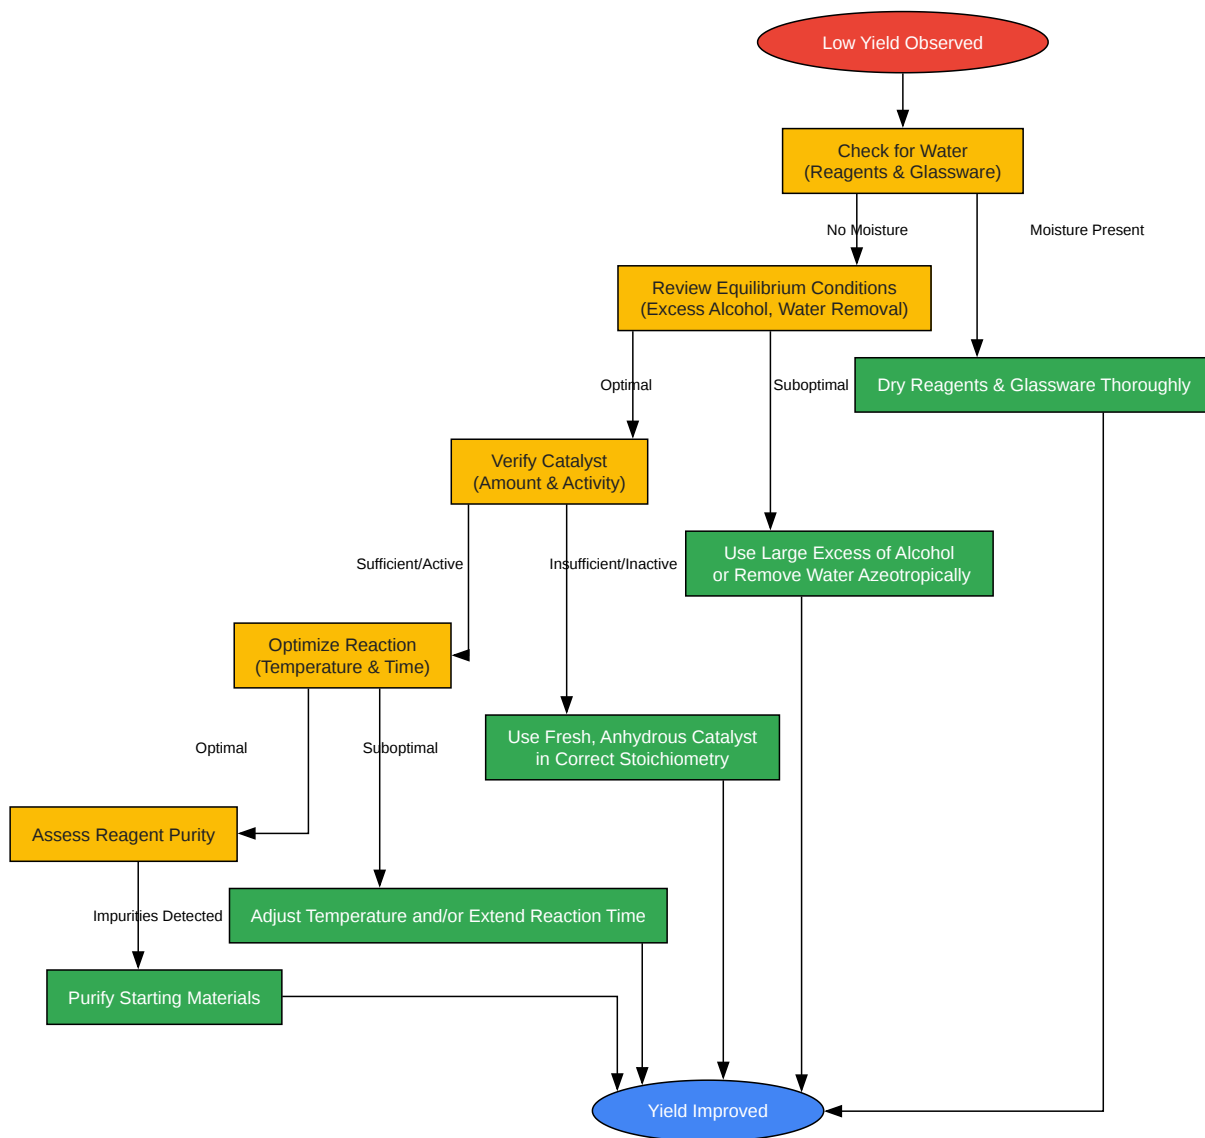 Low Yield Observed
Check for Water
(Reagents & Glassware)
No Moisture
Moisture Present
Review Equilibrium Conditions
(Excess Alcohol, Water Removal)
Optimal
Suboptimal
Dry Reagents & Glassware Thoroughly
Verify Catalyst
(Amount & Activity)
Sufficient/Active
Insufficient/Inactive
Use Large Excess of Alcohol
or Remove Water Azeotropically
Optimize Reaction
(Temperature & Time)
Optimal
Suboptimal
Use Fresh, Anhydrous Catalyst
in Correct Stoichiometry
Assess Reagent Purity
Impurities Detected
Adjust Temperature and/or Extend Reaction Time
Purify Starting Materials
Yield Improved